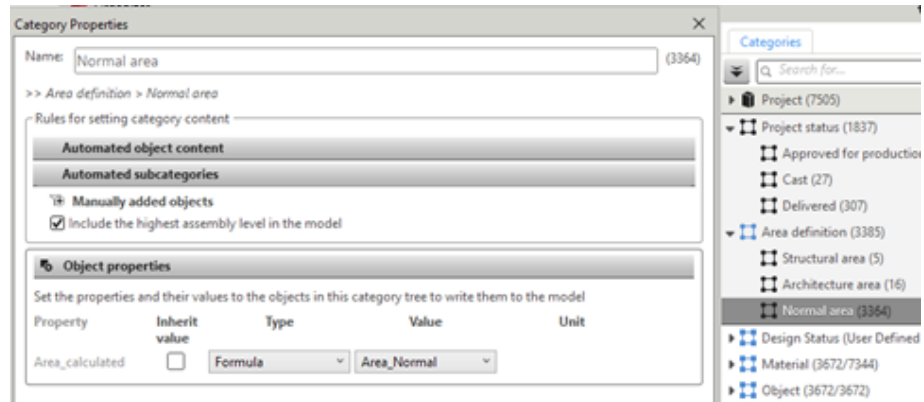 Category Properties
Name: Normal area (3364)
>> Area definition > Normal area
Rules for setting category content
Automated object content
Automated subcategories
Manually added objects
Include the highest assembly level in the model
Object properties
Set the properties and their values to the objects in this category tree to write them to the model
Property Inherit value Type Value Unit
Area_calculated Formula Area_Normal
Categories
Search for...
Project (7505)
Project status (1837)
Approved for production
Cast (27)
Delivered (307)
Area definition (3385)
Structural area (5)
Architecture area (16)
Normal area (3364)
Design Status (User Defined
Material (3672/7344)
Object (3672/3672)